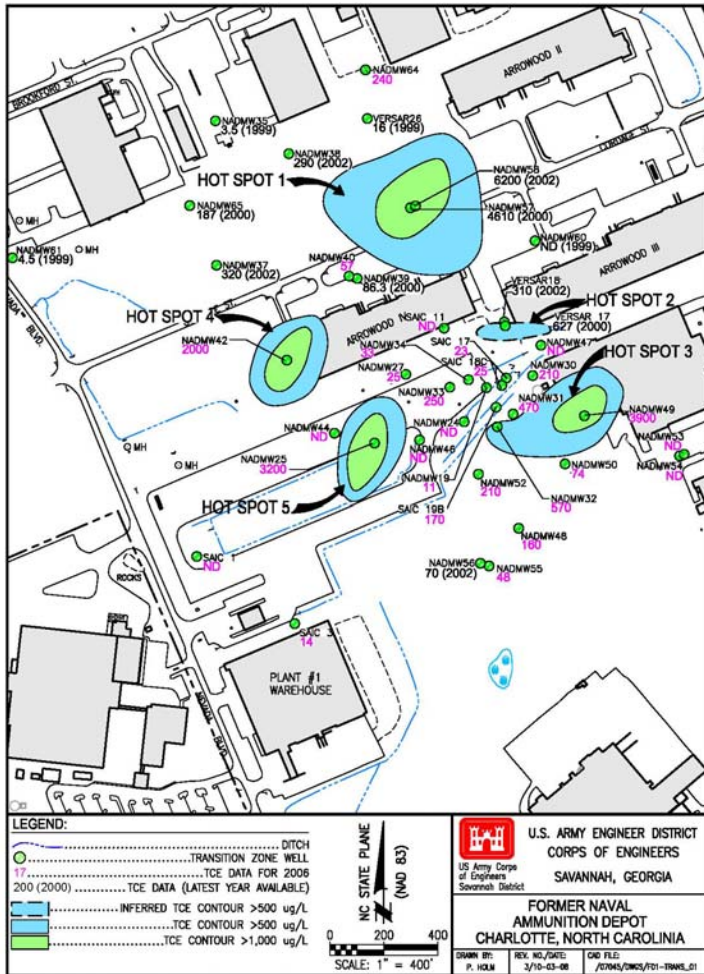 NADMW64
240
ARROWOOD II
BROOKFORD ST.
NADMW35
3.5 (1999)
VERSAR26
16 (1999)
CORDAGE ST.
NADMW38
290 (2002)
HOT SPOT 1
NADMW58
6200 (2002)
NADMW65
187 (2000)
NADMW57
4610 (2000)
MH
MH
NADMW61
4.5 (1999)
NADMW60
ND (1999)
NADMW37
320 (2002)
NADMW40
57
NADMW39
86.3 (2000)
ARROWOOD III
VERSAR18
310 (2002)
HOT SPOT 2
HOT SPOT 4
ARROWOOD I
SAIC 11
ND
VERSAR 17
627 (2000)
NADMW42
2000
NADMW34
33
SAIC 17
23
NADMW47
ND
HOT SPOT 3
NADMW27
25
SAIC 18C
25
NADMW30
210
NADMW33
250
NADMW31
470
NADMW49
3900
NADMW44
ND
NADMW24
ND
NADMW46
ND
NADMW53
ND
NADMW54
ND
MH
MH
NADMW25
3200
NADMW19
11
NADMW50
74
NADMW52
210
NADMW32
570
HOT SPOT 5
SAIC 19B
170
NADMW48
160
SAIC 1
ND
NADMW56
70 (2002)
NADMW55
48
ROCKS
SAIC 3
14
PLANT #1
WAREHOUSE
NEVADA BLVD.
LEGEND:
DITCH
TRANSITION ZONE WELL
17 TCE DATA FOR 2006
200 (2000) TCE DATA (LATEST YEAR AVAILABLE)
INFERRED TCE CONTOUR >500 ug/L
TCE CONTOUR >500 ug/L
TCE CONTOUR >1,000 ug/L
NC STATE PLANE
(NAD 83)
400 0 200 400
SCALE: 1" = 400'
US Army Corps
of Engineers
Savannah District
U.S. ARMY ENGINEER DISTRICT
CORPS OF ENGINEERS
SAVANNAH, GEORGIA
FORMER NAVAL
AMMUNITION DEPOT
CHARLOTTE, NORTH CAROLINA
DRAWN BY:
P. HOLM
REV. NO./DATE:
3/10-03-08
CAD FILE:
C:/07045/DWGS/F01-TRANS_01